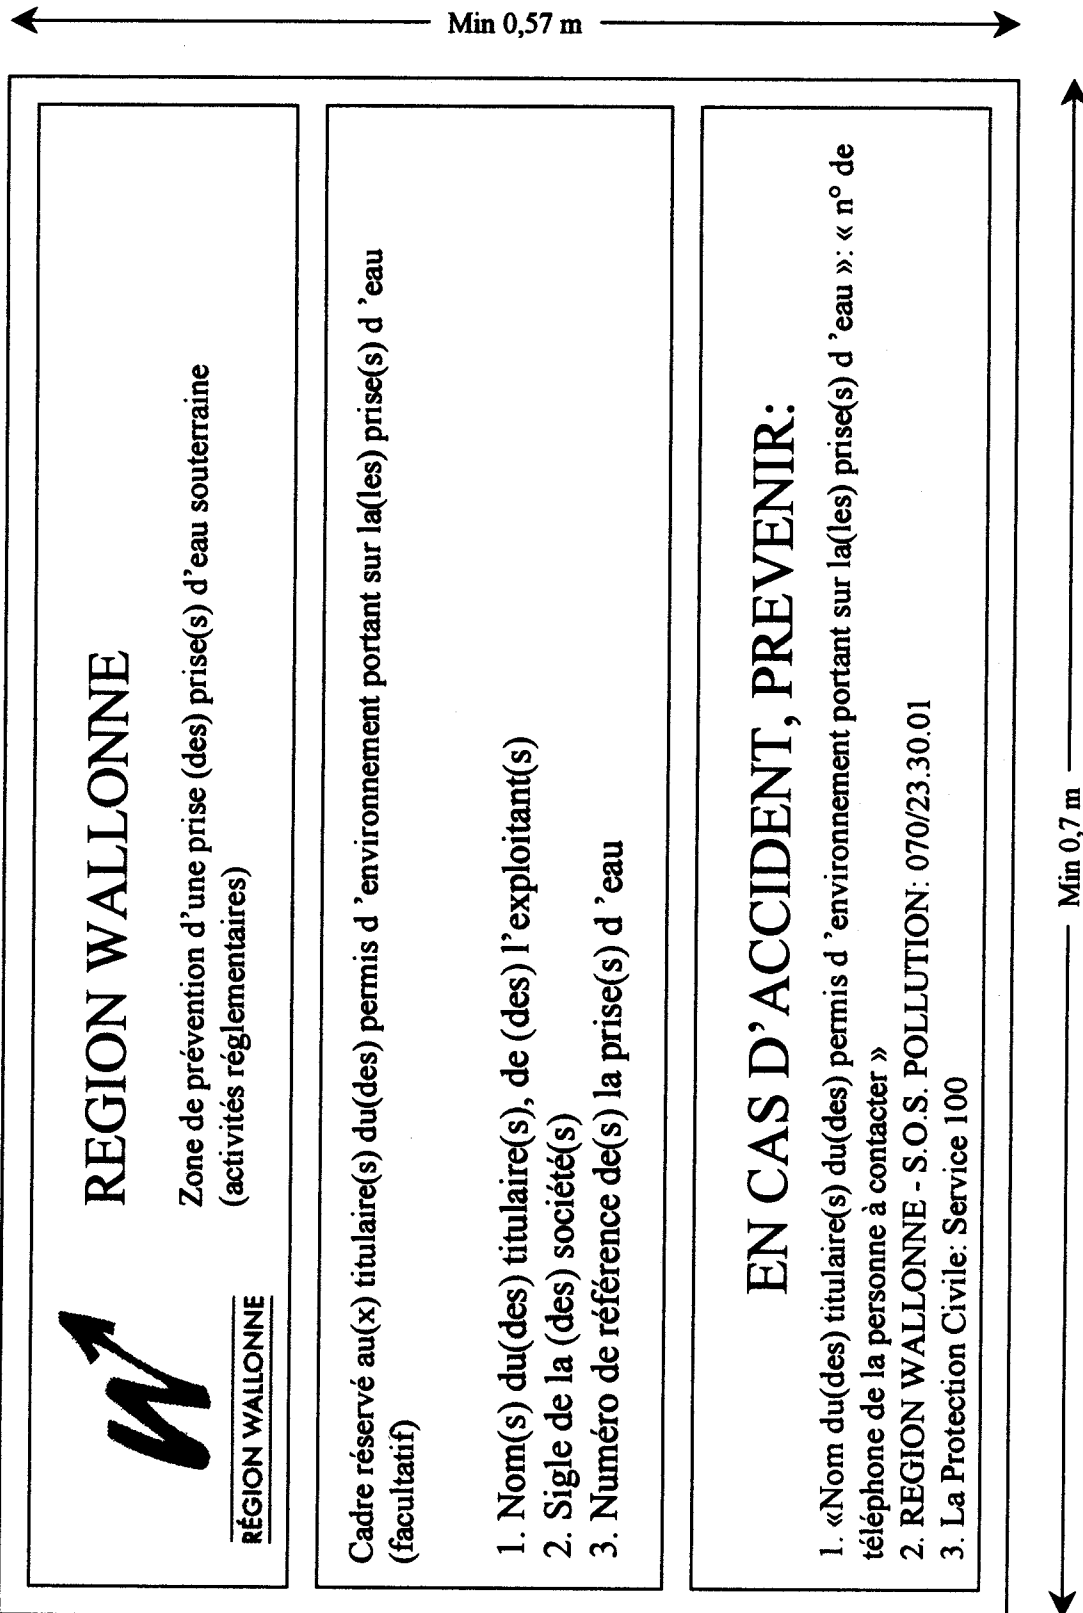 Min 0,57 m
RÉGION WALLONNE
REGION WALLONNE
Zone de prévention d'une prise (des) prise(s) d'eau souterraine
(activités réglementaires)
Cadre réservé au(x) titulaire(s) du(des) permis d 'environnement portant sur la(les) prise(s) d 'eau
(facultatif)
1. Nom(s) du(des) titulaire(s), de (des) l'exploitant(s)
2. Sigle de la (des) société(s)
3. Numéro de référence de(s) la prise(s) d 'eau
EN CAS D'ACCIDENT, PREVENIR:
1. «Nom du(des) titulaire(s) du(des) permis d 'environnement portant sur la(les) prise(s) d 'eau »: « n° de
téléphone de la personne à contacter »
2. REGION WALLONNE - S.O.S. POLLUTION: 070/23.30.01
3. La Protection Civile: Service 100
Min 0,7 m